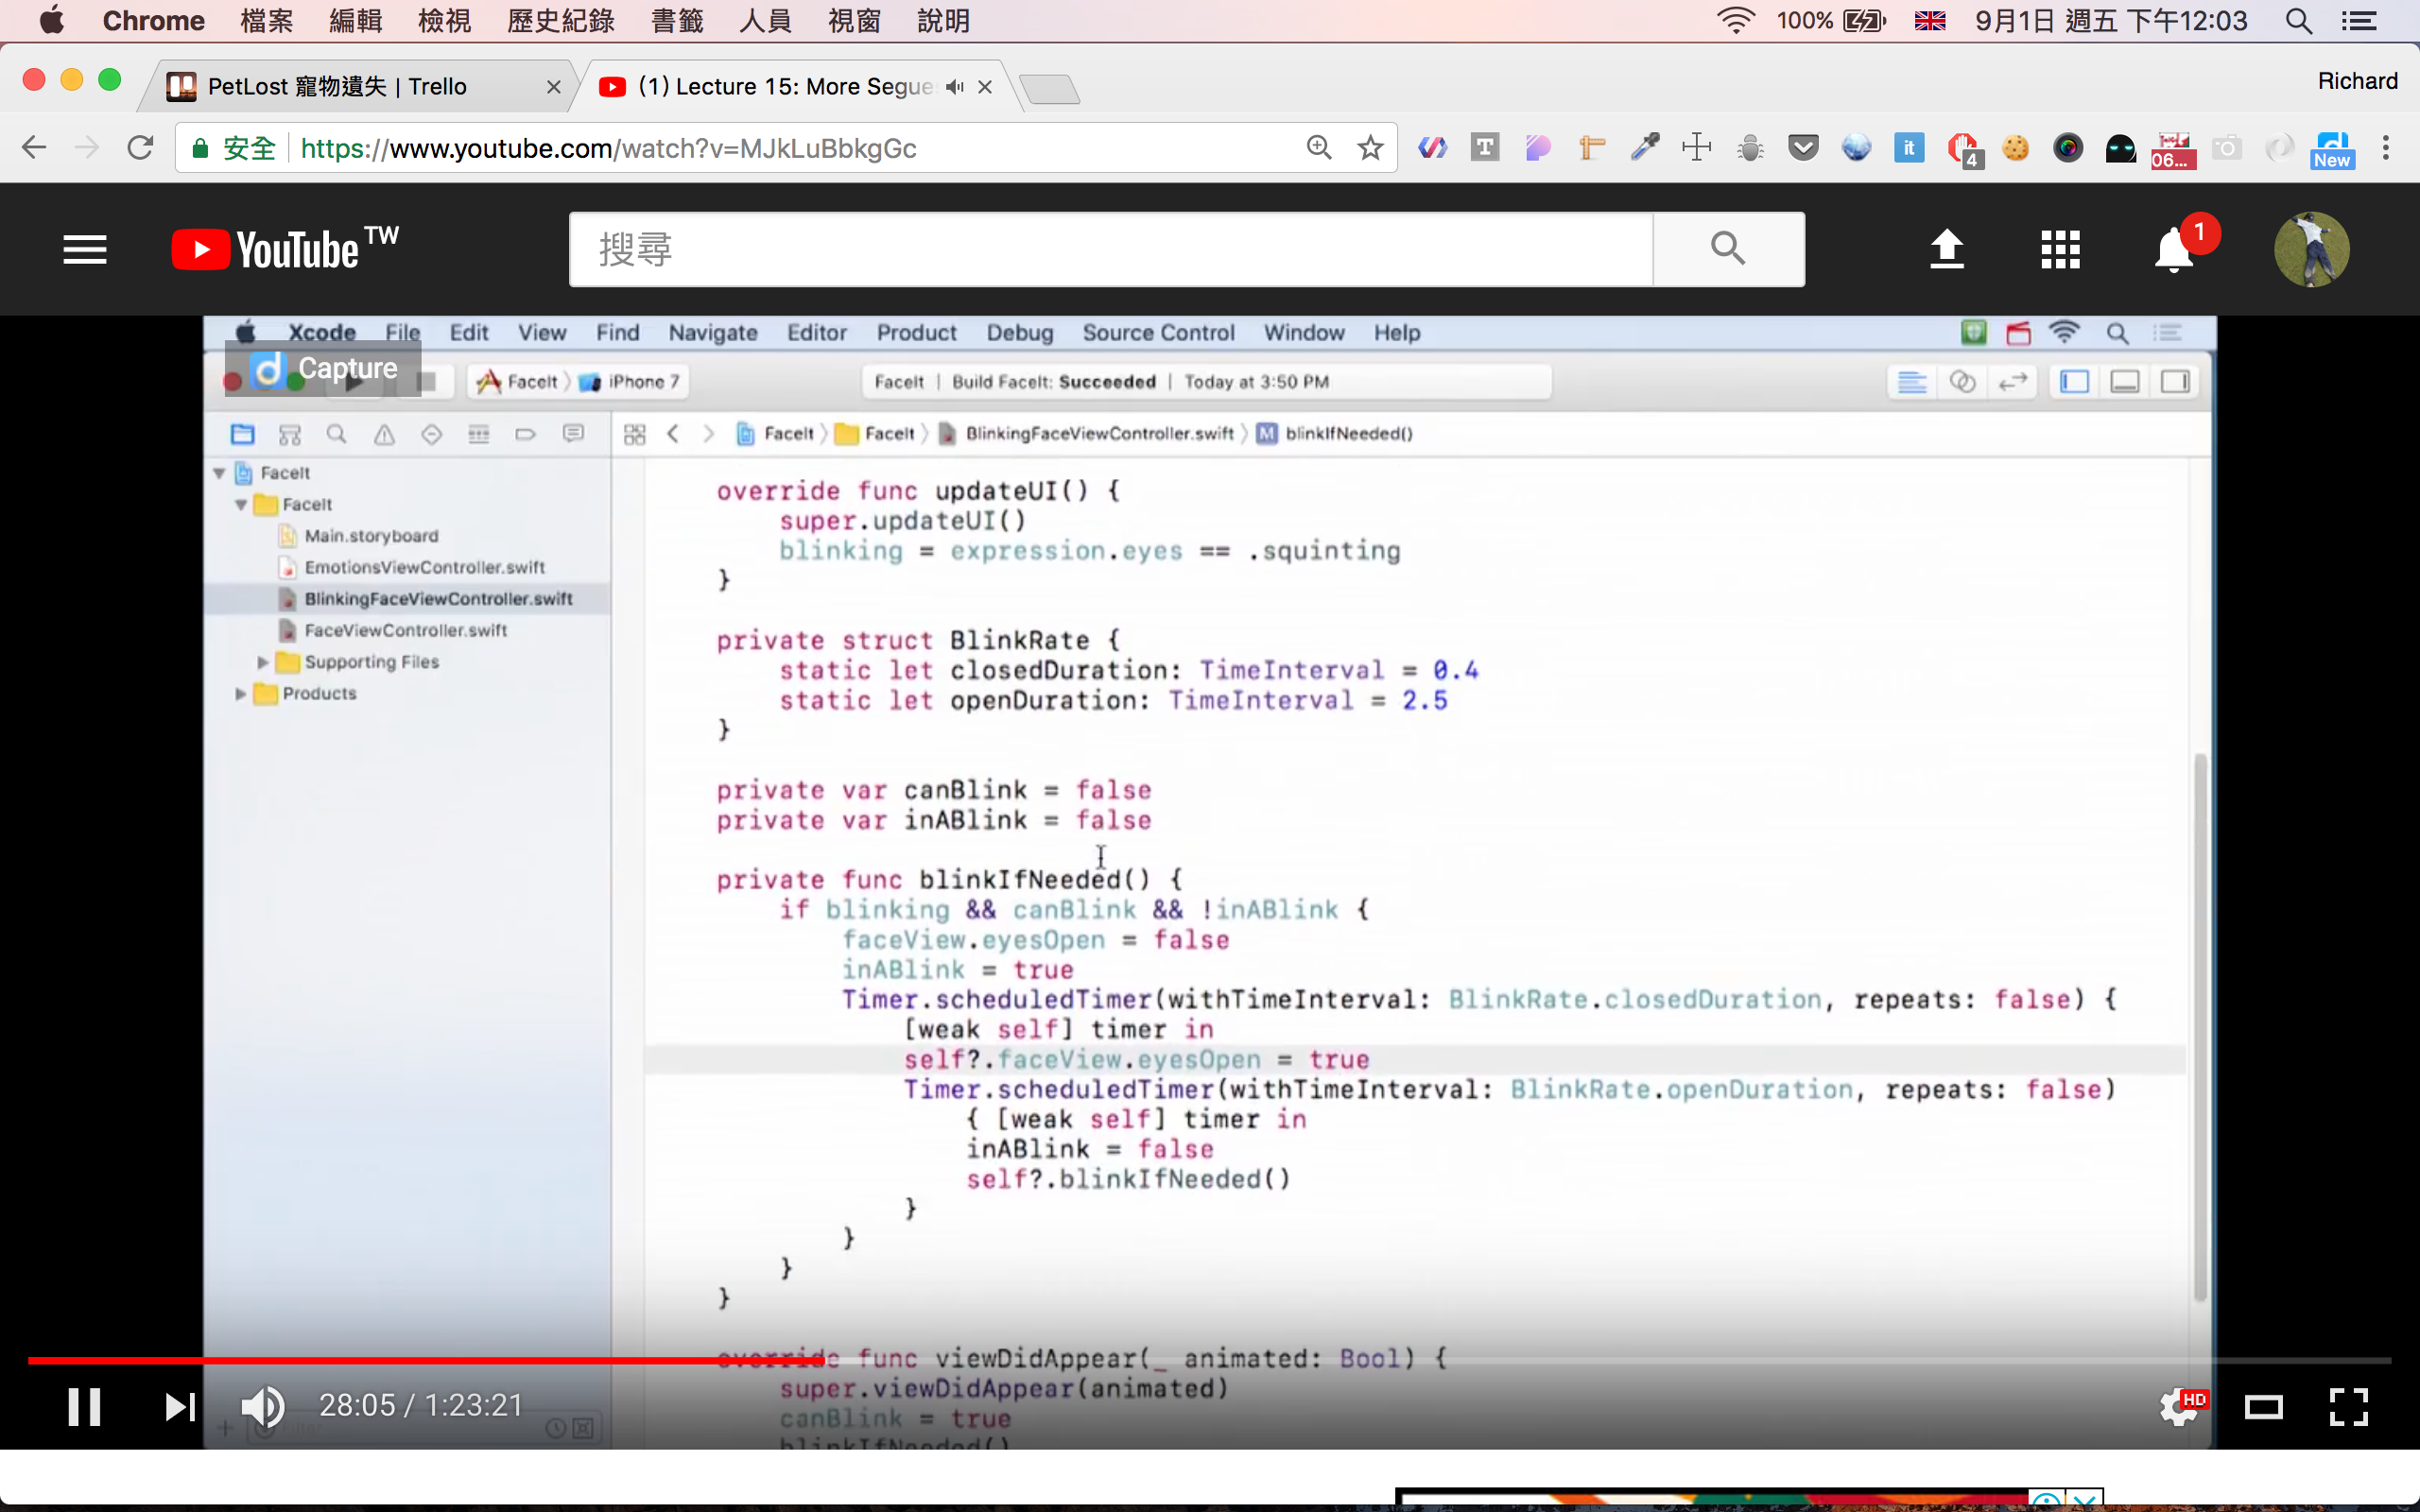 Chrome 檔案 編輯 檢視 歷史紀錄 書籤 人員 視窗 說明 100% 9月1日 週五 下午12:03
PetLost 寵物遺失 | Trello (1) Lecture 15: More Segue Richard
安全 https://www.youtube.com/watch?v=MJkLuBbkgGc T it 4 06... New
YouTube TW 搜尋 1
Xcode File Edit View Find Navigate Editor Product Debug Source Control Window Help
Capture
FaceIt iPhone 7 FaceIt | Build FaceIt: Succeeded | Today at 3:50 PM
FaceIt FaceIt BlinkingFaceViewController.swift M blinkIfNeeded()
FaceIt
FaceIt
Main.storyboard
EmotionsViewController.swift
BlinkingFaceViewController.swift
FaceViewController.swift
Supporting Files
Products
override func updateUI() {
super.updateUI()
blinking = expression.eyes == .squinting
}
private struct BlinkRate {
static let closedDuration: TimeInterval = 0.4
static let openDuration: TimeInterval = 2.5
}
private var canBlink = false
private var inABlink = false
private func blinkIfNeeded() {
if blinking && canBlink && !inABlink {
faceView.eyesOpen = false
inABlink = true
Timer.scheduledTimer(withTimeInterval: BlinkRate.closedDuration, repeats: false) {
[weak self] timer in
self?.faceView.eyesOpen = true
Timer.scheduledTimer(withTimeInterval: BlinkRate.openDuration, repeats: false)
{ [weak self] timer in
inABlink = false
self?.blinkIfNeeded()
}
}
}
}
override func viewDidAppear(_ animated: Bool) {
super.viewDidAppear(animated)
canBlink = true
blinkIfNeeded()
28:05 / 1:23:21 HD